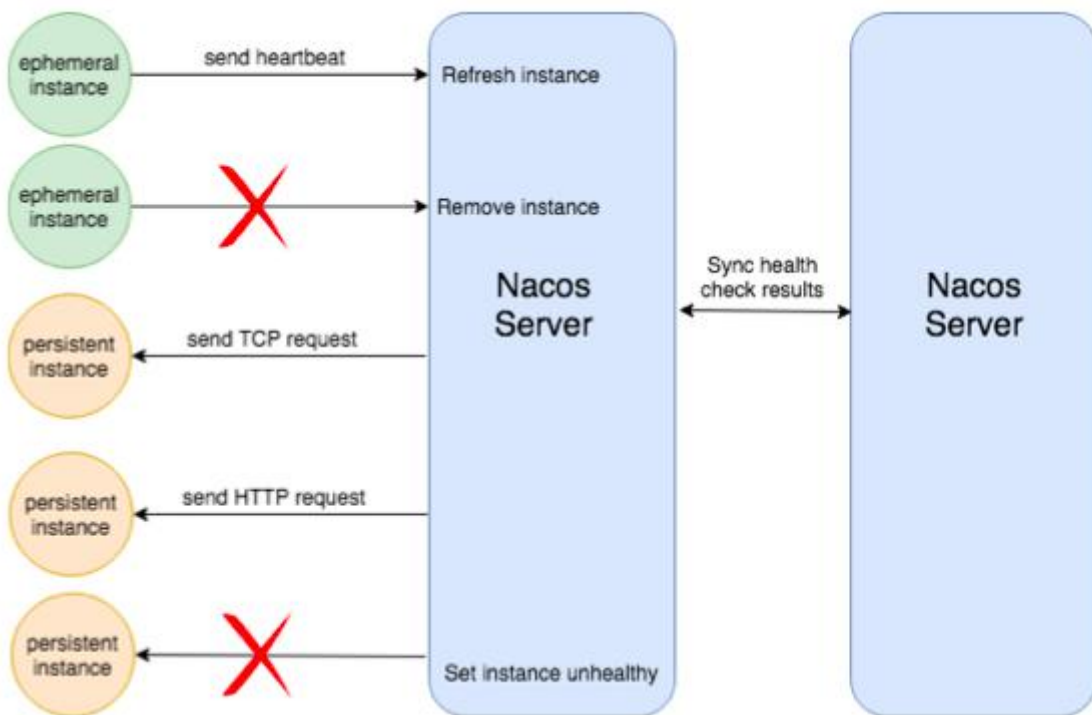 ephemeral
instance
send heartbeat
Refresh instance
ephemeral
instance
Remove instance
Nacos
Server
Sync health
check results
Nacos
Server
persistent
instance
send TCP request
persistent
instance
send HTTP request
persistent
instance
Set instance unhealthy